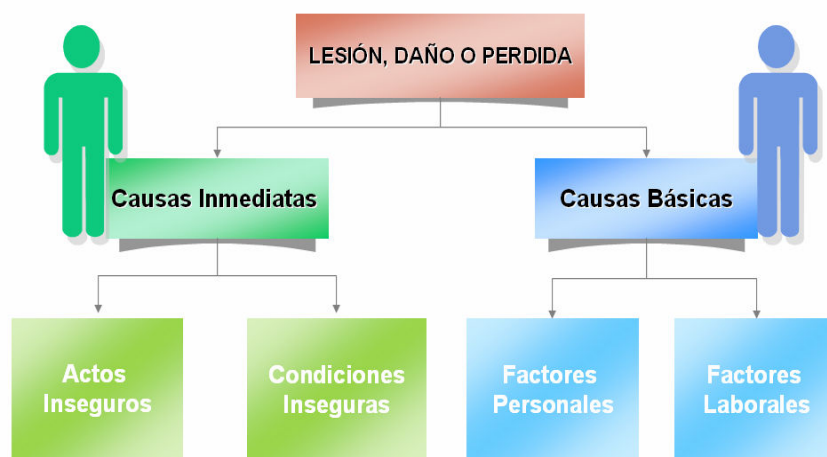 LESIÓN, DAÑO O PERDIDA
Causas Inmediatas
Causas Básicas
Actos
Inseguros
Condiciones
Inseguras
Factores
Personales
Factores
Laborales